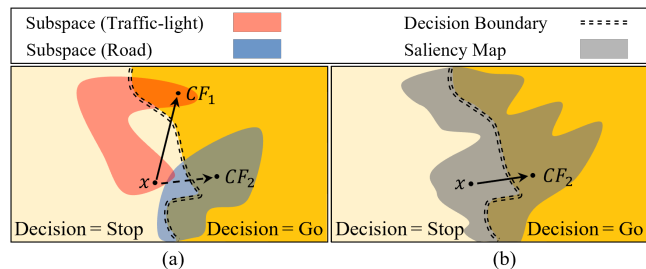 Subspace (Traffic-light)
Decision Boundary
Subspace (Road)
Saliency Map
CF₁
x
CF₂
Decision = Stop
Decision = Go
x
CF₂
Decision = Stop
Decision = Go
(a)
(b)